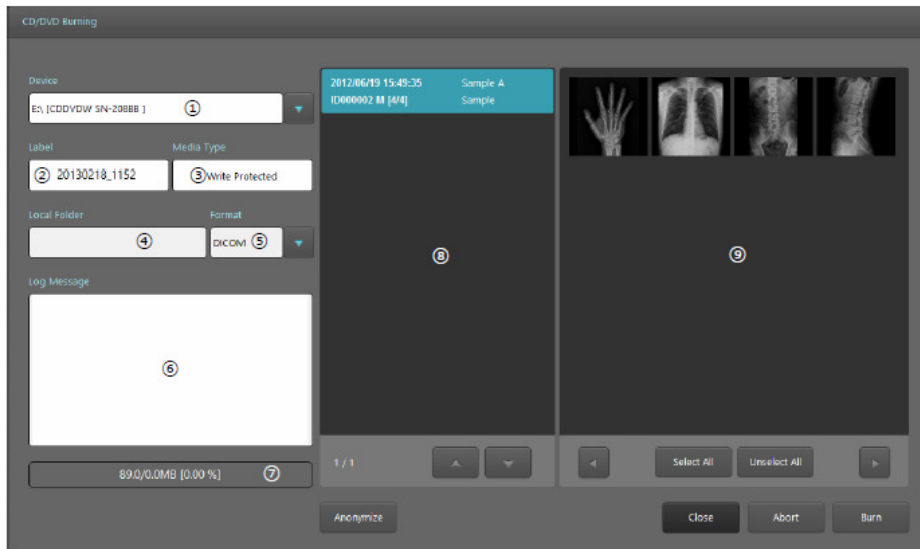 CD/DVD Burning
Device
E:\, [CDDVDW SN-208BB ] ①
Label Media Type
② 20130218_1152 ③ Write Protected
Local Folder Format
④ DICOM ⑤
Log Message
⑥
89.0/0.0MB [0.00 %] ⑦
2012/06/19 15:49:35 Sample A
ID000002 M [4/4] Sample
⑧
1 / 1
Anonymize
⑨
Select All Unselect All
Close Abort Burn